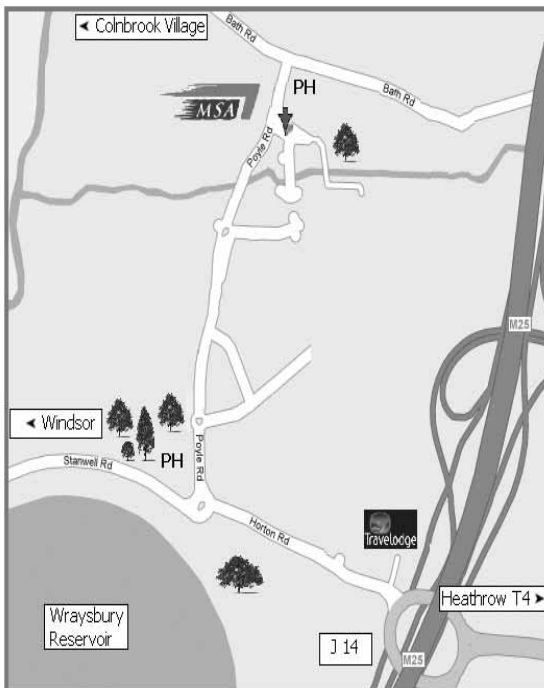 ◄ Colnbrook Village
Bath Rd
PH
Bath Rd
MSA
Poyle Rd
M25
◄ Windsor
PH
Stanwell Rd
Poyle Rd
Horton Rd
Travelodge
Wraysbury
Reservoir
Heathrow T4 ➤
J 14
M25